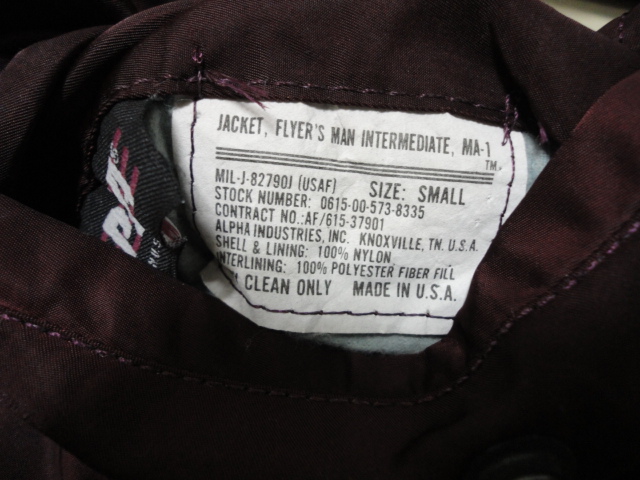 JACKET, FLYER'S MAN INTERMEDIATE, MA-1
TM
MIL-J-82790J (USAF) SIZE: SMALL
STOCK NUMBER: 0615-00-573-8335
CONTRACT NO.:AF/615-37901
ALPHA INDUSTRIES, INC. KNOXVILLE, TN. U.S.A.
SHELL & LINING: 100% NYLON
INTERLINING: 100% POLYESTER FIBER FILL
CLEAN ONLY MADE IN U.S.A.